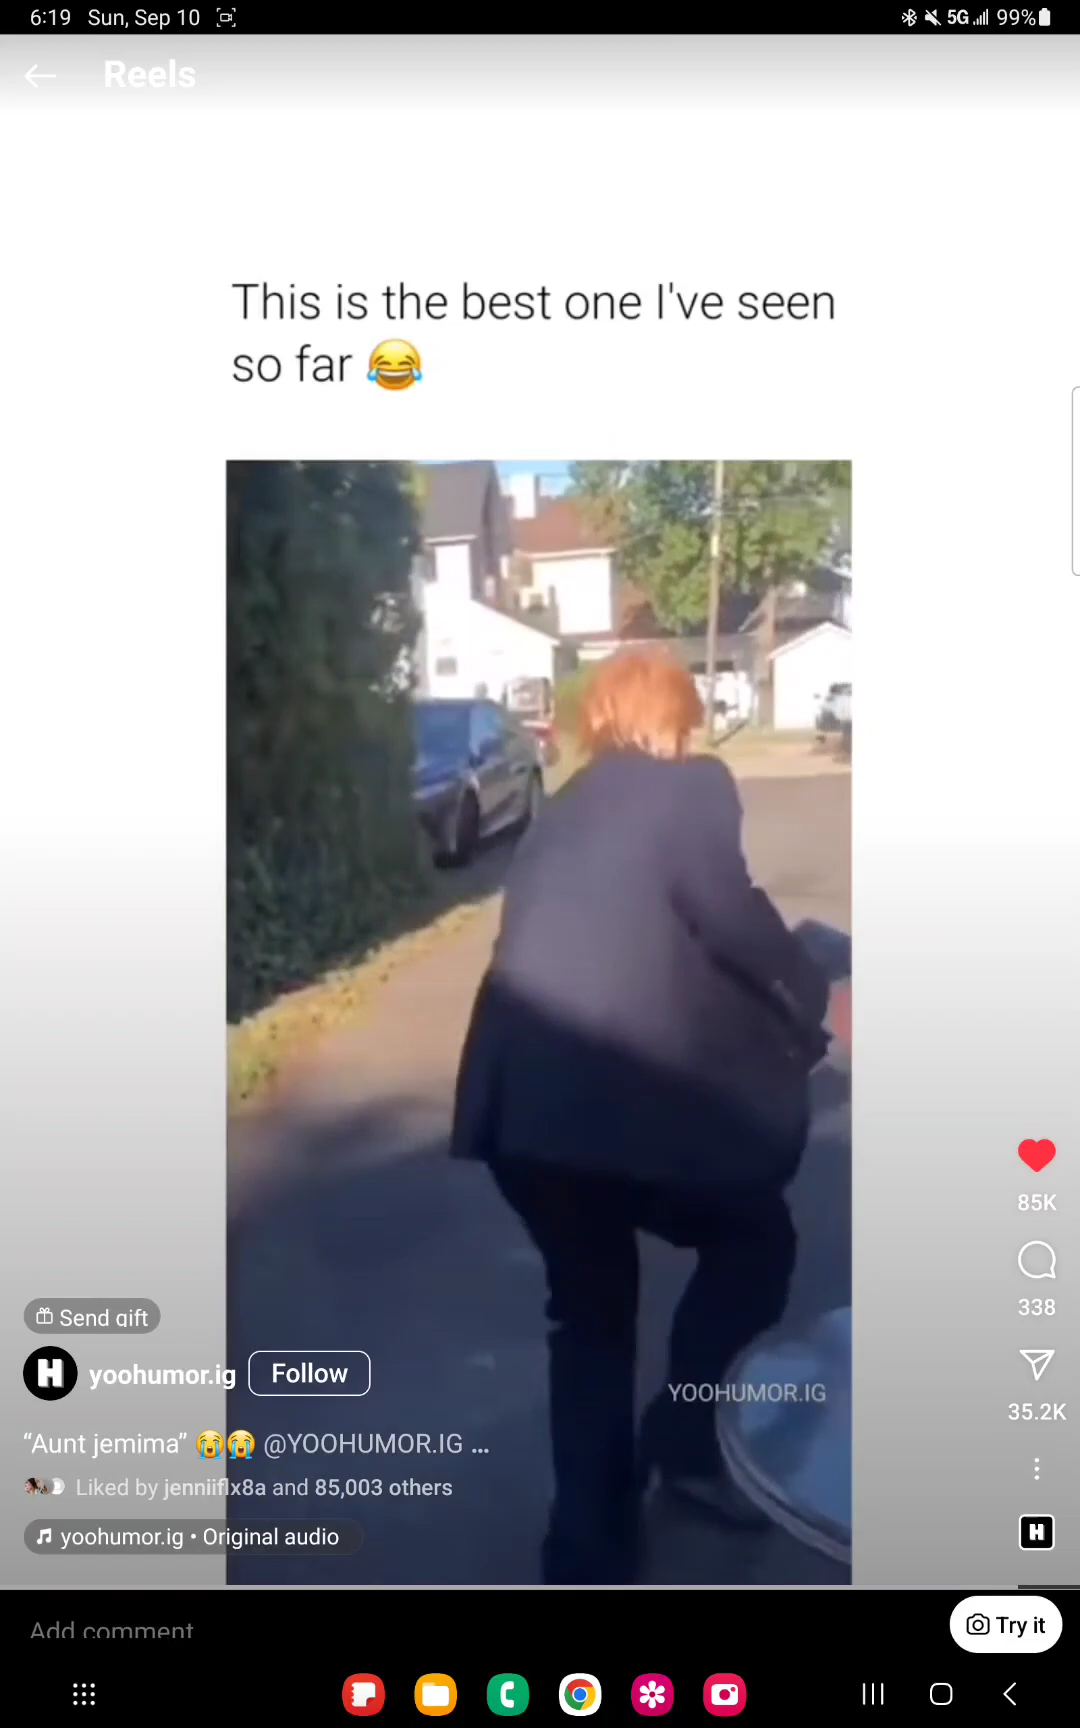 6:19 Sun, Sep 10
5G 99%
Reels
This is the best one I've seen
so far 😂
YOOHUMOR.IG
85K
338
35.2K
Send gift
H yoohumor.ig Follow
“Aunt jemima” 😭😭 @YOOHUMOR.IG ...
Liked by jenniiflx8a and 85,003 others
yoohumor.ig • Original audio
H
Add comment
Try it